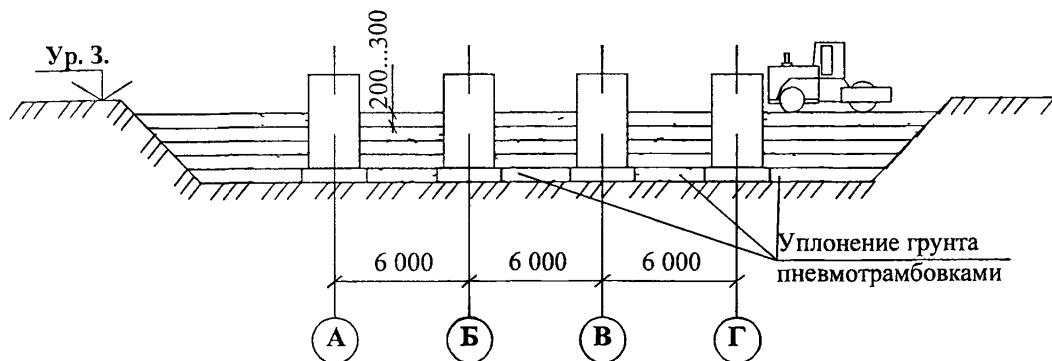 Ур. З.
200...300
Уплонение грунта
пневмотрамбовками
6 000 6 000 6 000
А Б В Г